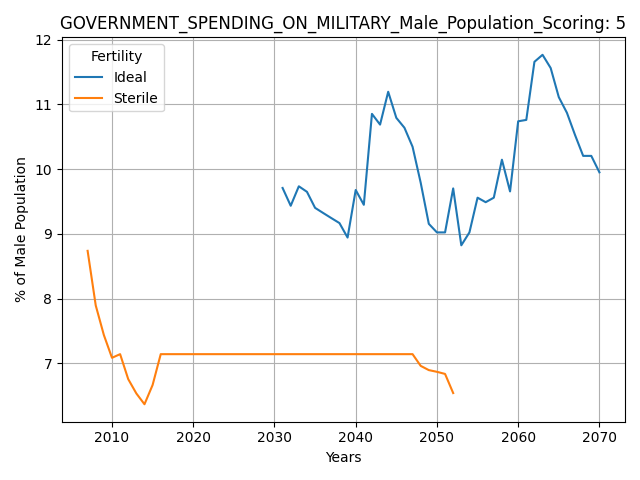 GOVERNMENT_SPENDING_ON_MILITARY_Male_Population_Scoring: 5
% of Male Population
12
11
10
9
8
7
Fertility
Ideal
Sterile
2010 2020 2030 2040 2050 2060 2070
Years